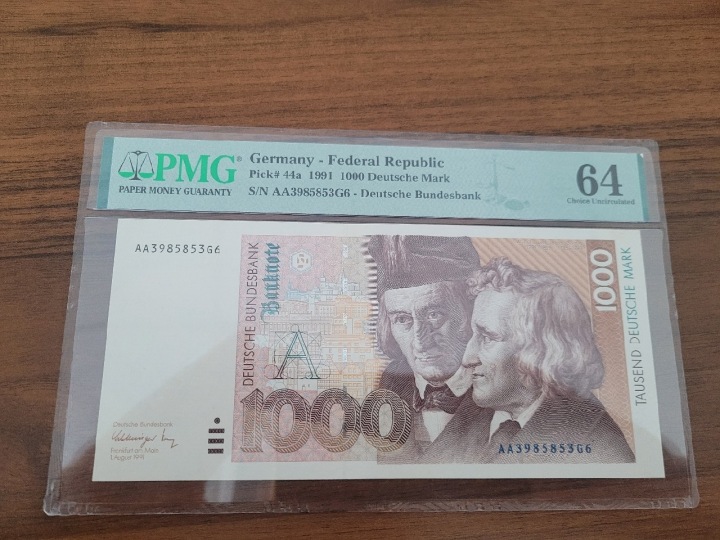 PMG
PAPER MONEY GUARANTY
Germany - Federal Republic
Pick# 44a 1991 1000 Deutsche Mark
S/N AA3985853G6 - Deutsche Bundesbank
64
Choice Uncirculated
AA3985853G6
DEUTSCHE BUNDESBANK
Banknote
A
1000
Deutsche Bundesbank
Frankfurt am Main
1. August 1991
1000
TAUSEND DEUTSCHE MARK
AA3985853G6